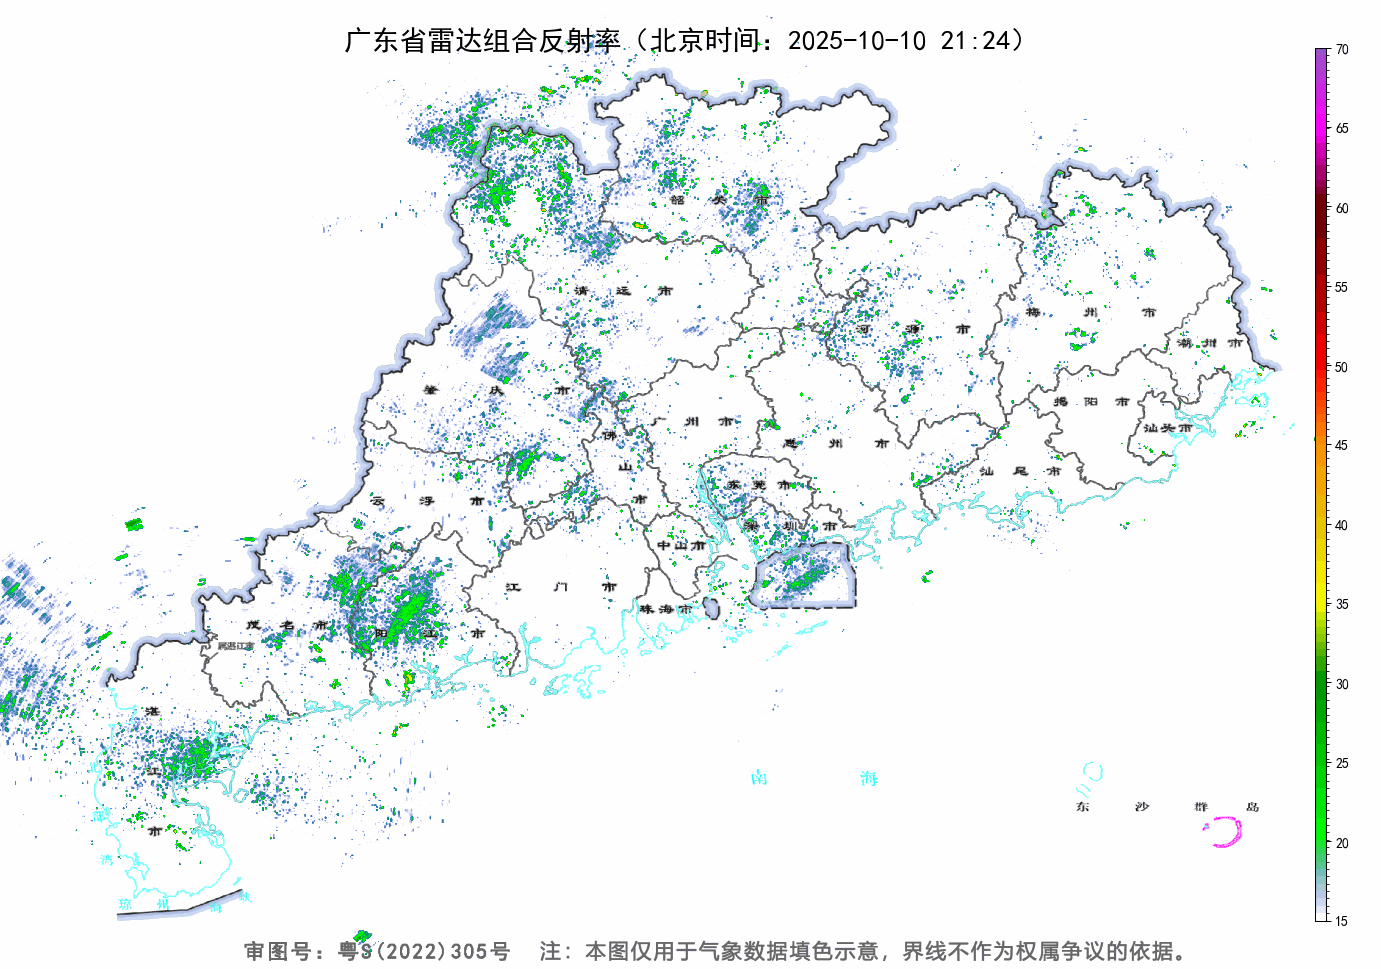 广东省雷达组合反射率（北京时间：2025-10-10 21:24）
70
65
60
55
50
45
40
35
30
25
20
15
韶关市
清远市
河源市
梅州市
潮州市
肇庆市
广州市
佛山市
惠州市
揭阳市
汕头市
汕尾市
云浮市
东莞市
深圳市
中山市
江门市
珠海市
茂名市
阳江市
属湛江市
湛江市
南海
东沙群岛
湾
琼州海峡
审图号：粤S(2022)305号 注：本图仅用于气象数据填色示意，界线不作为权属争议的依据。